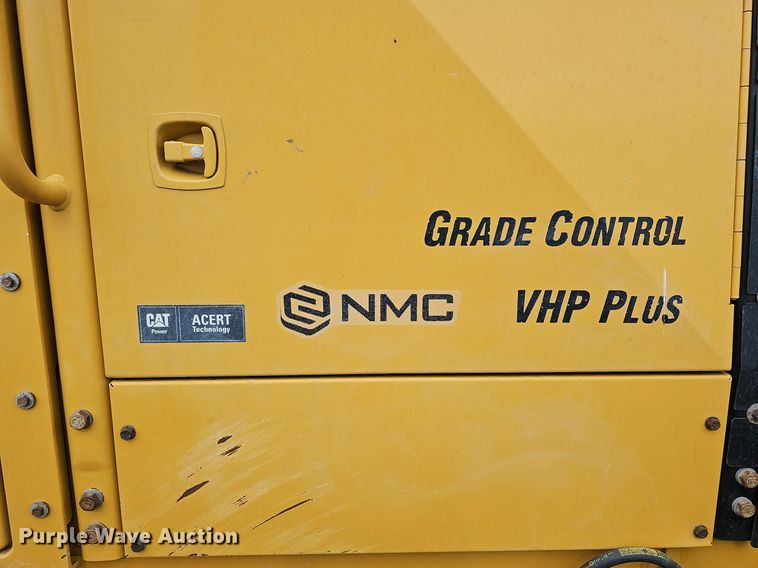 GRADE CONTROL
NMC
VHP PLUS
CAT
Power
ACERT
Technology
Purple Wave Auction